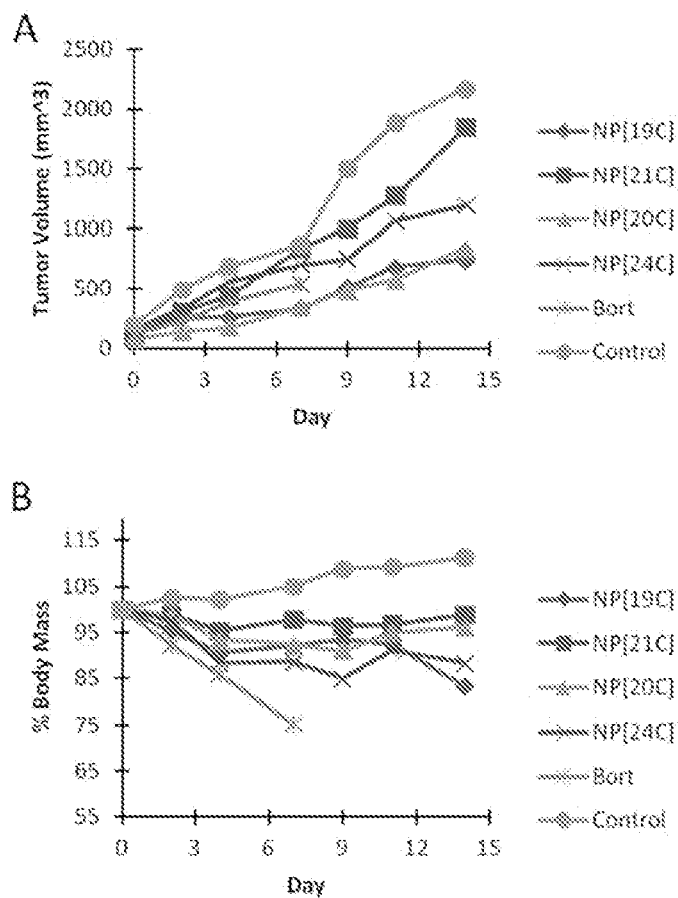 A
2500
2000
1500
1000
500
0
Tumor Volume (mm^3)
0 3 6 9 12 15
Day
NP[19C]
NP[21C]
NP[20C]
NP[24C]
Bort
Control
B
115
105
95
85
75
65
55
% Body Mass
0 3 6 9 12 15
Day
NP[19C]
NP[21C]
NP[20C]
NP[24C]
Bort
Control